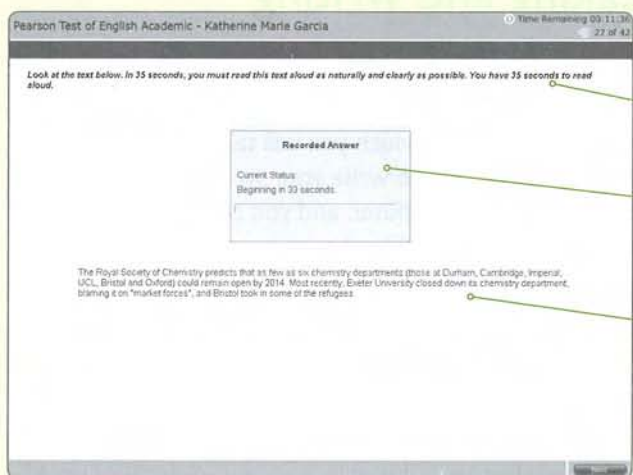 Pearson Test of English Academic - Katherine Marie Garcia
Time Remaining 03:11:36
27 of 42
Look at the text below. In 35 seconds, you must read this text aloud as naturally and clearly as possible. You have 35 seconds to read
aloud.
Recorded Answer
Current Status:
Beginning in 33 seconds.
The Royal Society of Chemistry predicts that as few as six chemistry departments (those at Durham, Cambridge, Imperial,
UCL, Bristol and Oxford) could remain open by 2014. Most recently, Exeter University closed down its chemistry department,
blaming it on "market forces", and Bristol took in some of the refugees.